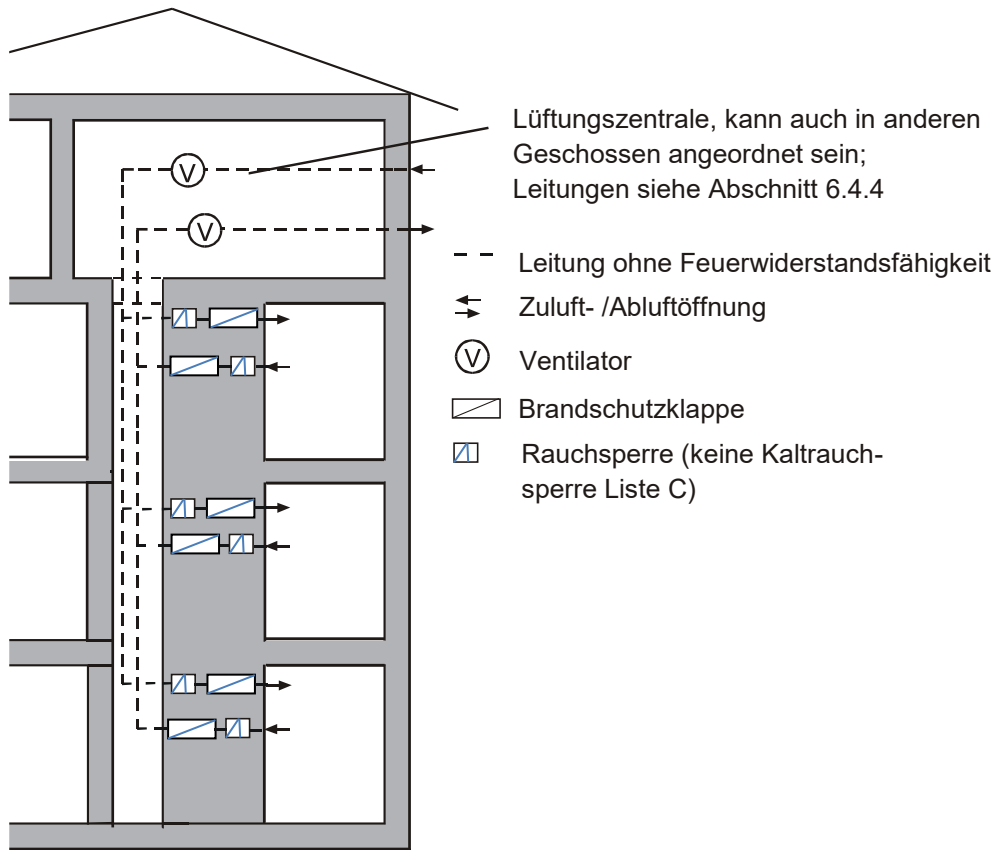 Lüftungszentrale, kann auch in anderen
Geschossen angeordnet sein;
Leitungen siehe Abschnitt 6.4.4
V
V
Leitung ohne Feuerwiderstandsfähigkeit
Zuluft- /Abluftöffnung
V Ventilator
Brandschutzklappe
Rauchsperre (keine Kaltrauch-
sperre Liste C)